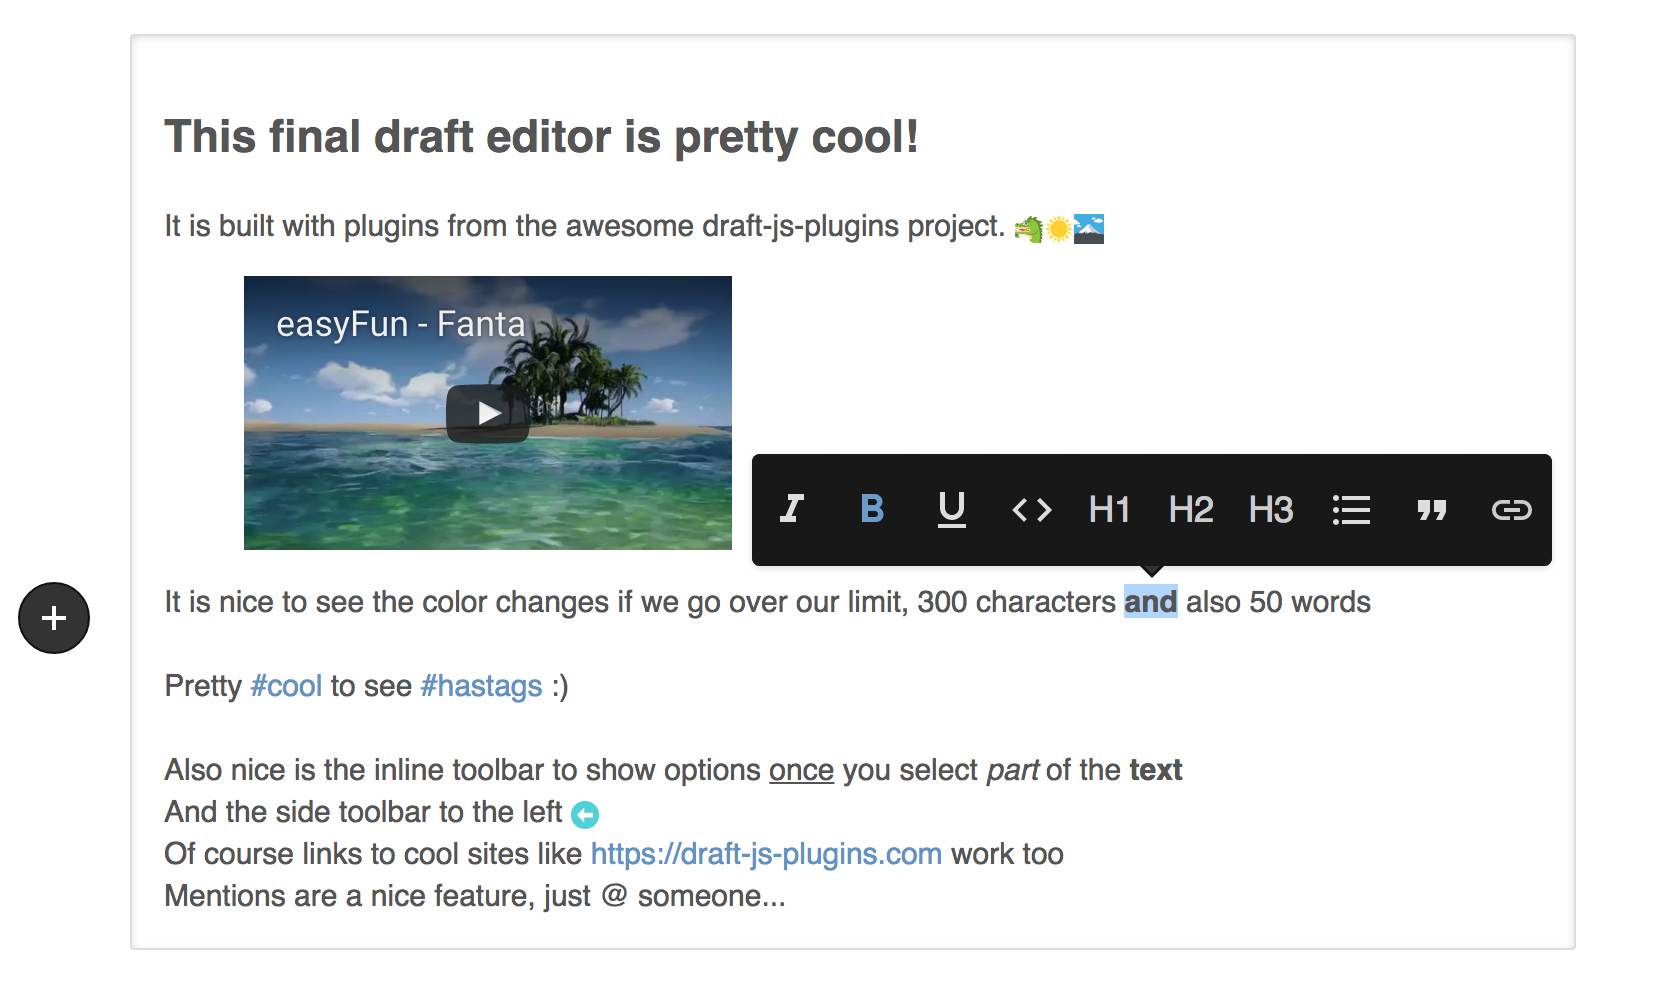 This final draft editor is pretty cool!
It is built with plugins from the awesome draft-js-plugins project. 🐲☀️🗻
easyFun - Fanta
I B U <> H1 H2 H3
It is nice to see the color changes if we go over our limit, 300 characters and also 50 words
Pretty #cool to see #hastags :)
Also nice is the inline toolbar to show options once you select part of the text
And the side toolbar to the left
Of course links to cool sites like https://draft-js-plugins.com work too
Mentions are a nice feature, just @ someone...